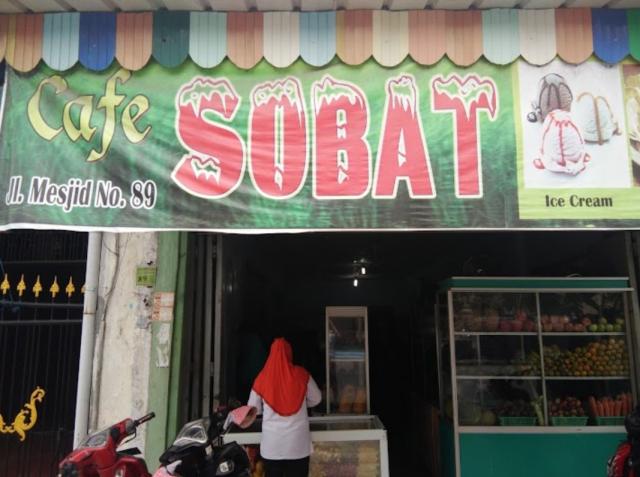 Cafe SOBAT
Jl. Mesjid No. 89
Ice Cream